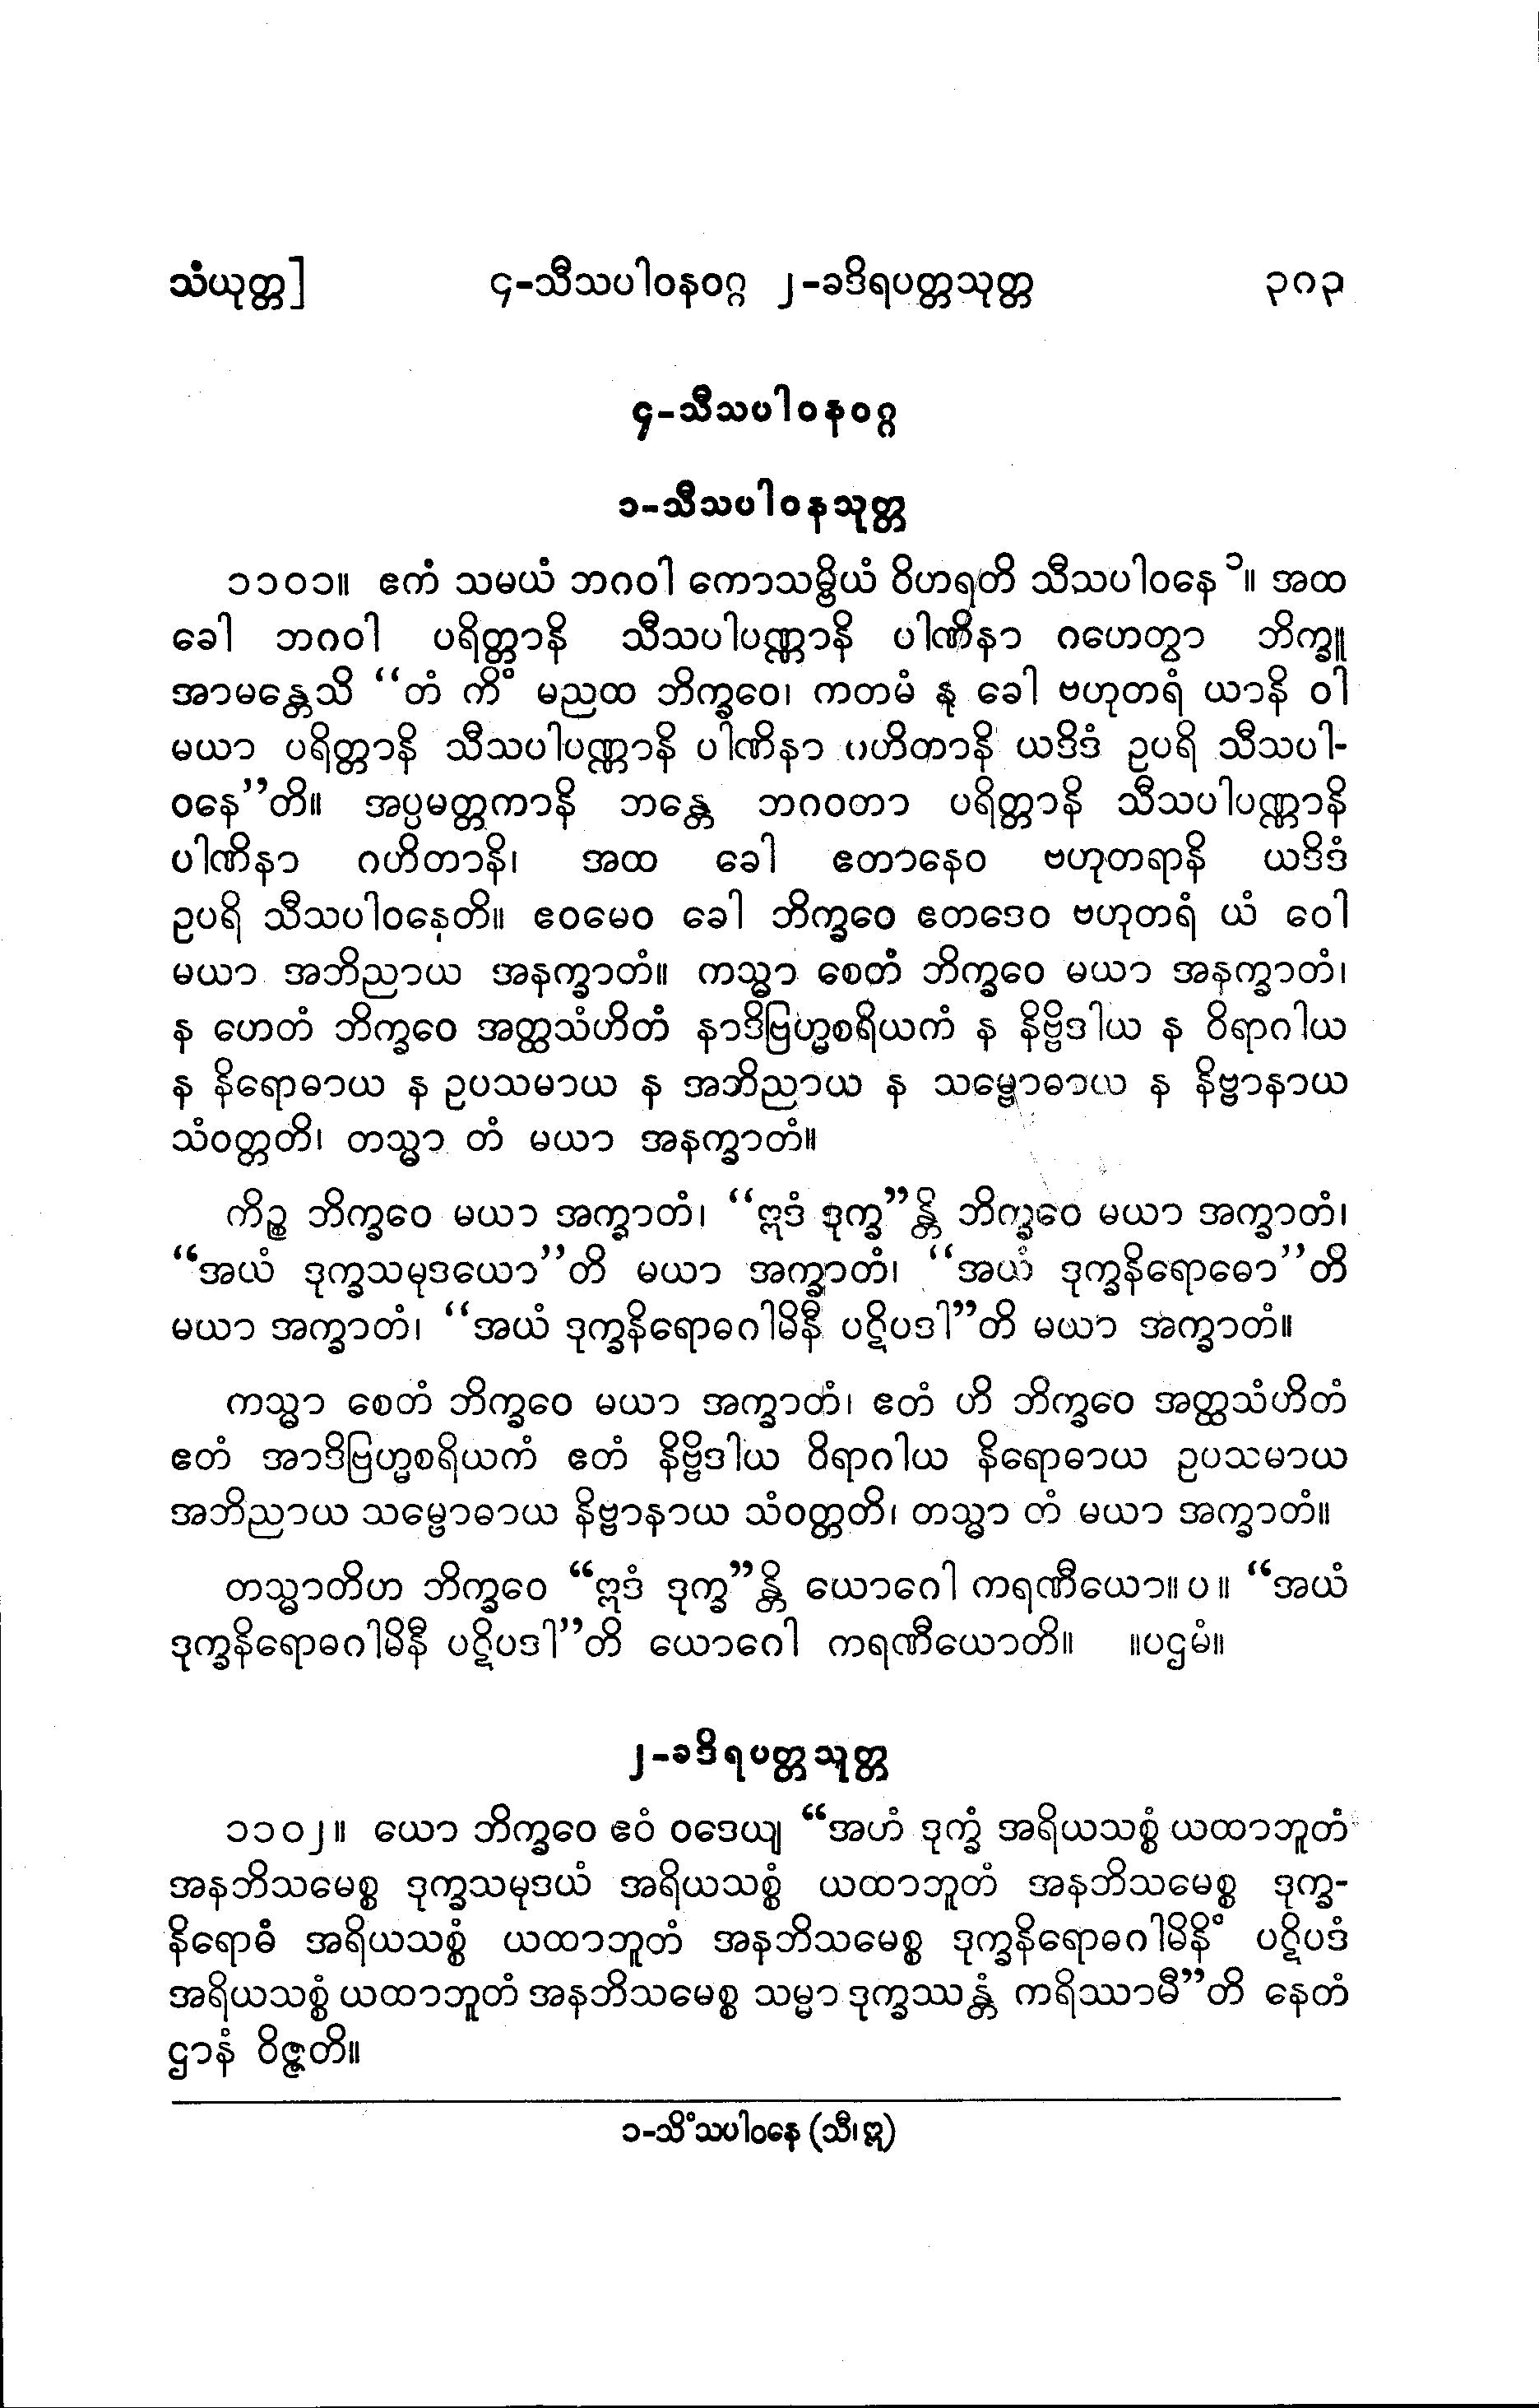 သံယုတ္တ] ၄-သီသပါဝနဝဂ္ဂ ၂-ခဒိရပတ္တသုတ္တ ၃၈၃
၄-သီသပါဝနဝဂ္ဂ
၁-သီသပါဝနသုတ္တ
၁၁၀၁။ ဧကံ သမယံ ဘဂဝါ ကောသမ္ဗိယံ ဝိဟရတိ သီသပါဝနေ ၁။ အထ
ခေါ ဘဂဝါ ပရိတ္တာနိ သီသပါပဏ္ဏာနိ ပါဏိနာ ဂဟေတွာ ဘိက္ခူ
အာမန္တေသိ “တံ ကိံ မညထ ဘိက္ခဝေ၊ ကတမံ နု ခေါ ဗဟုတရံ ယာနိ ဝါ
မယာ ပရိတ္တာနိ သီသပါပဏ္ဏာနိ ပါဏိနာ ဂဟိတာနိ ယဒိဒံ ဥပရိ သီသပါ-
ဝနေ”တိ။ အပ္ပမတ္တကာနိ ဘန္တေ ဘဂဝတာ ပရိတ္တာနိ သီသပါပဏ္ဏာနိ
ပါဏိနာ ဂဟိတာနိ၊ အထ ခေါ ဧတာနေဝ ဗဟုတရာနိ ယဒိဒံ
ဥပရိ သီသပါဝနေတိ။ ဧဝမေဝ ခေါ ဘိက္ခဝေ ဧတဒေဝ ဗဟုတရံ ယံ ဝေါ
မယာ အဘိညာယ အနက္ခာတံ။ ကသ္မာ စေတံ ဘိက္ခဝေ မယာ အနက္ခာတံ၊
န ဟေတံ ဘိက္ခဝေ အတ္ထသံဟိတံ နာဒိဗြဟ္မစရိယကံ န နိဗ္ဗိဒါယ န ဝိရာဂါယ
န နိရောဓာယ န ဥပသမာယ န အဘိညာယ န သမ္ဗောဓာယ န နိဗ္ဗာနာယ
သံဝတ္တတိ၊ တသ္မာ တံ မယာ အနက္ခာတံ။
ကိဉ္စ ဘိက္ခဝေ မယာ အက္ခာတံ၊ “ဣဒံ ဒုက္ခ”န္တိ ဘိက္ခဝေ မယာ အက္ခာတံ၊
“အယံ ဒုက္ခသမုဒယော”တိ မယာ အက္ခာတံ၊ “အယံ ဒုက္ခနိရောဓော”တိ
မယာ အက္ခာတံ၊ “အယံ ဒုက္ခနိရောဓဂါမိနီ ပဋိပဒါ”တိ မယာ အက္ခာတံ။
ကသ္မာ စေတံ ဘိက္ခဝေ မယာ အက္ခာတံ၊ ဧတံ ဟိ ဘိက္ခဝေ အတ္ထသံဟိတံ
ဧတံ အာဒိဗြဟ္မစရိယကံ ဧတံ နိဗ္ဗိဒါယ ဝိရာဂါယ နိရောဓာယ ဥပသမာယ
အဘိညာယ သမ္ဗောဓာယ နိဗ္ဗာနာယ သံဝတ္တတိ၊ တသ္မာ တံ မယာ အက္ခာတံ။
တသ္မာတိဟ ဘိက္ခဝေ “ဣဒံ ဒုက္ခ”န္တိ ယောဂေါ ကရဏီယော။ ပ ။ “အယံ
ဒုက္ခနိရောဓဂါမိနီ ပဋိပဒါ”တိ ယောဂေါ ကရဏီယောတိ။ ။ပဌမံ။
၂-ခဒိရပတ္တသုတ္တ
၁၁၀၂။ ယော ဘိက္ခဝေ ဧဝံ ဝဒေယျ “အဟံ ဒုက္ခံ အရိယသစ္စံ ယထာဘူတံ
အနဘိသမေစ္စ ဒုက္ခသမုဒယံ အရိယသစ္စံ ယထာဘူတံ အနဘိသမေစ္စ ဒုက္ခ-
နိရောဓံ အရိယသစ္စံ ယထာဘူတံ အနဘိသမေစ္စ ဒုက္ခနိရောဓဂါမိနိံ ပဋိပဒံ
အရိယသစ္စံ ယထာဘူတံ အနဘိသမေစ္စ သမ္မာ ဒုက္ခဿန္တံ ကရိဿာမီ”တိ နေတံ
ဌာနံ ဝိဇ္ဇတိ။
၁-သိံသပါဝနေ (သီ၊ ဣ)